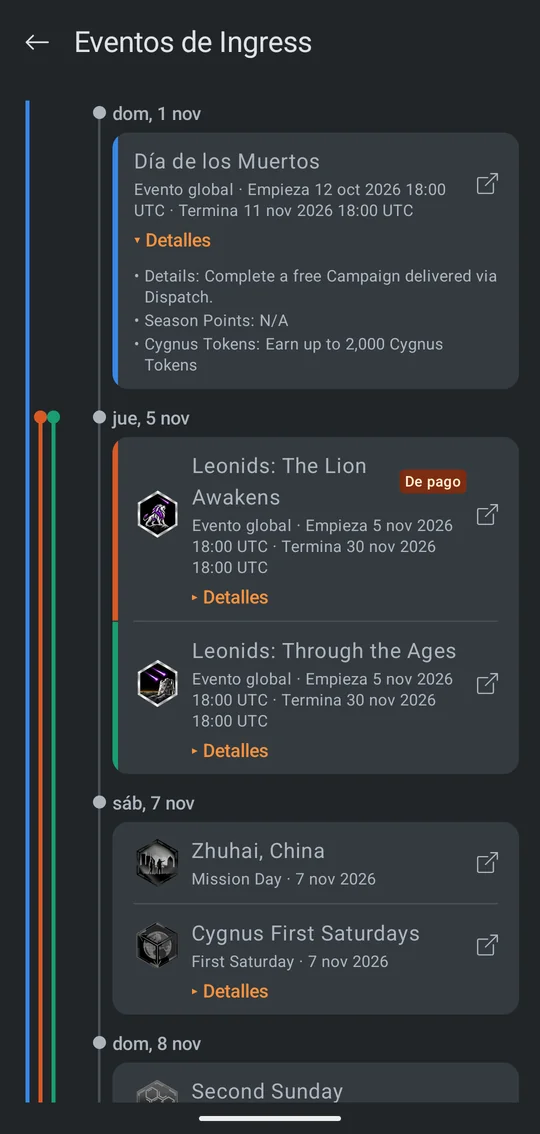 Eventos de Ingress
dom, 1 nov
Día de los Muertos
Evento global · Empieza 12 oct 2026 18:00
UTC · Termina 11 nov 2026 18:00 UTC
▾ Detalles
• Details: Complete a free Campaign delivered via
Dispatch.
• Season Points: N/A
• Cygnus Tokens: Earn up to 2,000 Cygnus
Tokens
jue, 5 nov
Leonids: The Lion
Awakens
De pago
Evento global · Empieza 5 nov 2026
18:00 UTC · Termina 30 nov 2026
18:00 UTC
▸ Detalles
Leonids: Through the Ages
Evento global · Empieza 5 nov 2026
18:00 UTC · Termina 30 nov 2026
18:00 UTC
▸ Detalles
sáb, 7 nov
Zhuhai, China
Mission Day · 7 nov 2026
Cygnus First Saturdays
First Saturday · 7 nov 2026
▸ Detalles
dom, 8 nov
Second Sunday